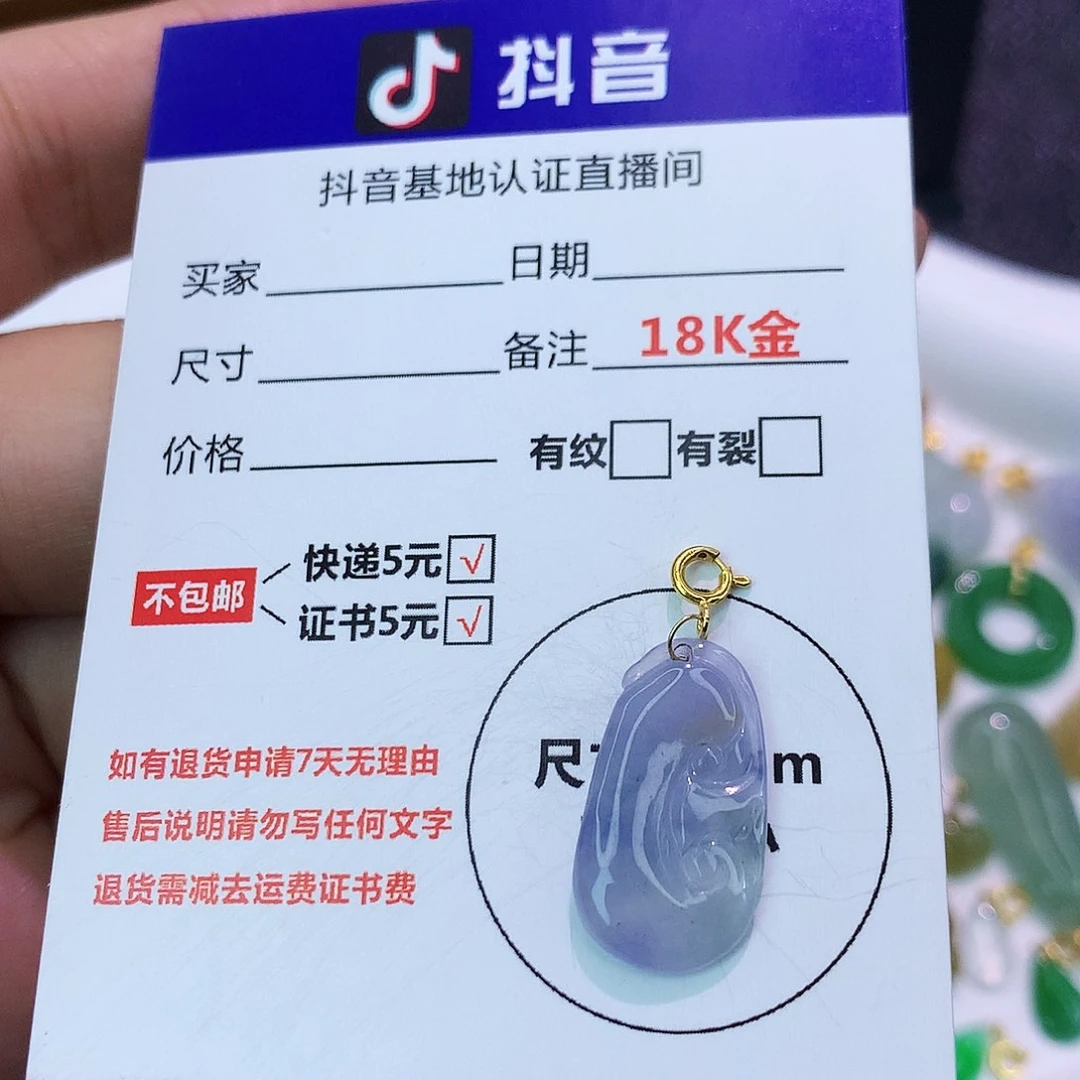 抖音
抖音基地认证直播间
买家 日期
尺寸 备注 18K金
价格 有纹 有裂
不包邮
快递5元 √
证书5元 √
如有退货申请7天无理由
售后说明请勿写任何文字
退货需减去运费证书费
尺 m